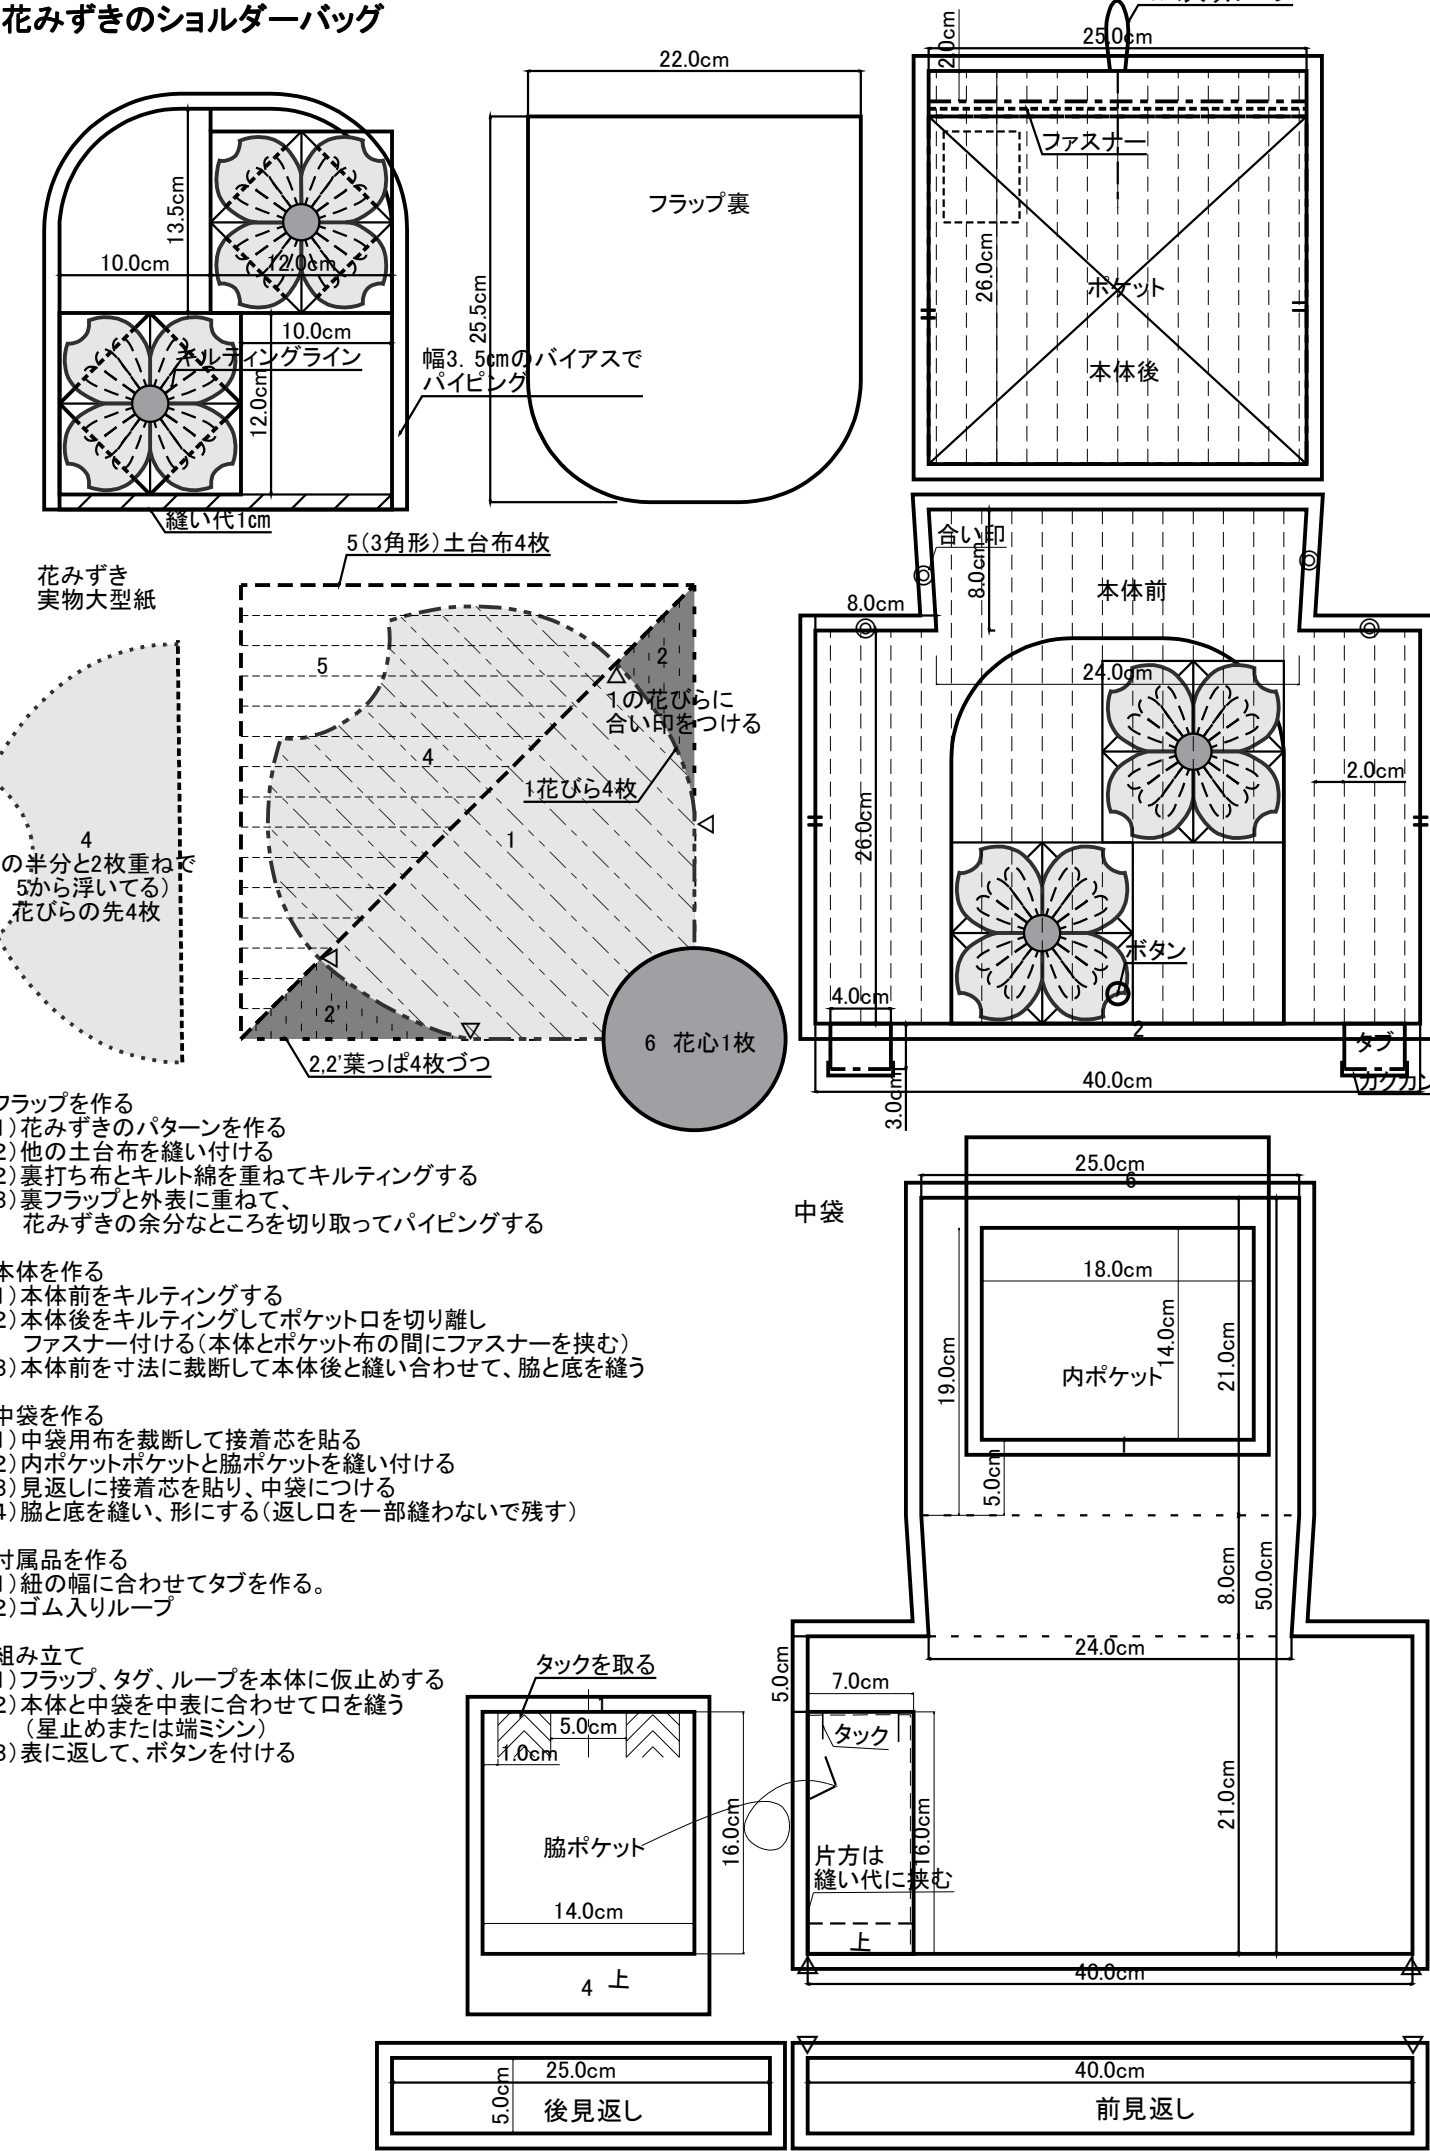 花みずきのショルダーバッグ
25.0cm
2.0cm
22.0cm
フラップ裏
25.5cm
13.5cm
10.0cm
12.0cm
10.0cm
キルティングライン
12.0cm
縫い代1cm
幅3.5cmのバイアスで
パイピング
ファスナー
26.0cm
ポケット
本体後
花みずき
実物大型紙
5(3角形)土台布4枚
5
2
1の花びらに
合い印をつける
4
1花びら4枚
1
4
の半分と2枚重ねで
5から浮いてる)
花びらの先4枚
2'
2,2'葉っぱ4枚づつ
6 花心1枚
合い印
8.0cm
本体前
8.0cm
24.0cm
2.0cm
26.0cm
ボタン
4.0cm
2
タブ
カクカン
40.0cm
3.0cm
フラップを作る
1)花みずきのパターンを作る
2)他の土台布を縫い付ける
2)裏打ち布とキルト綿を重ねてキルティングする
3)裏フラップと外表に重ねて、
花みずきの余分なところを切り取ってパイピングする
本体を作る
1)本体前をキルティングする
2)本体後をキルティングしてポケット口を切り離し
ファスナー付ける(本体とポケット布の間にファスナーを挟む)
3)本体前を寸法に裁断して本体後と縫い合わせて、脇と底を縫う
中袋を作る
1)中袋用布を裁断して接着芯を貼る
2)内ポケットポケットと脇ポケットを縫い付ける
3)見返しに接着芯を貼り、中袋につける
4)脇と底を縫い、形にする(返し口を一部縫わないで残す)
付属品を作る
1)紐の幅に合わせてタブを作る。
2)ゴム入りループ
組み立て
1)フラップ、タグ、ループを本体に仮止めする
2)本体と中袋を中表に合わせて口を縫う
(星止めまたは端ミシン)
3)表に返して、ボタンを付ける
中袋
25.0cm
6
18.0cm
19.0cm
14.0cm
21.0cm
内ポケット
5.0cm
8.0cm
50.0cm
24.0cm
5.0cm
7.0cm
タック
21.0cm
16.0cm
片方は
縫い代に挟む
上
40.0cm
タックを取る
5.0cm
1.0cm
脇ポケット
16.0cm
14.0cm
4 上
25.0cm
5.0cm
後見返し
40.0cm
前見返し